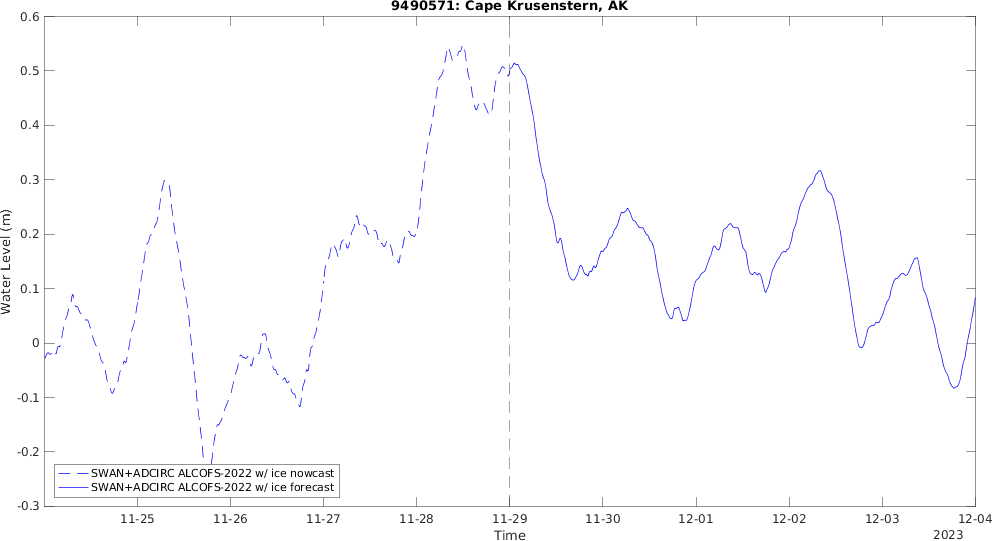 9490571: Cape Krusenstern, AK
0.6
0.5
0.4
0.3
0.2
0.1
0
-0.1
-0.2
-0.3
Water Level (m)
SWAN+ADCIRC ALCOFS-2022 w/ ice nowcast
SWAN+ADCIRC ALCOFS-2022 w/ ice forecast
11-25 11-26 11-27 11-28 11-29 11-30 12-01 12-02 12-03 12-04
Time
2023